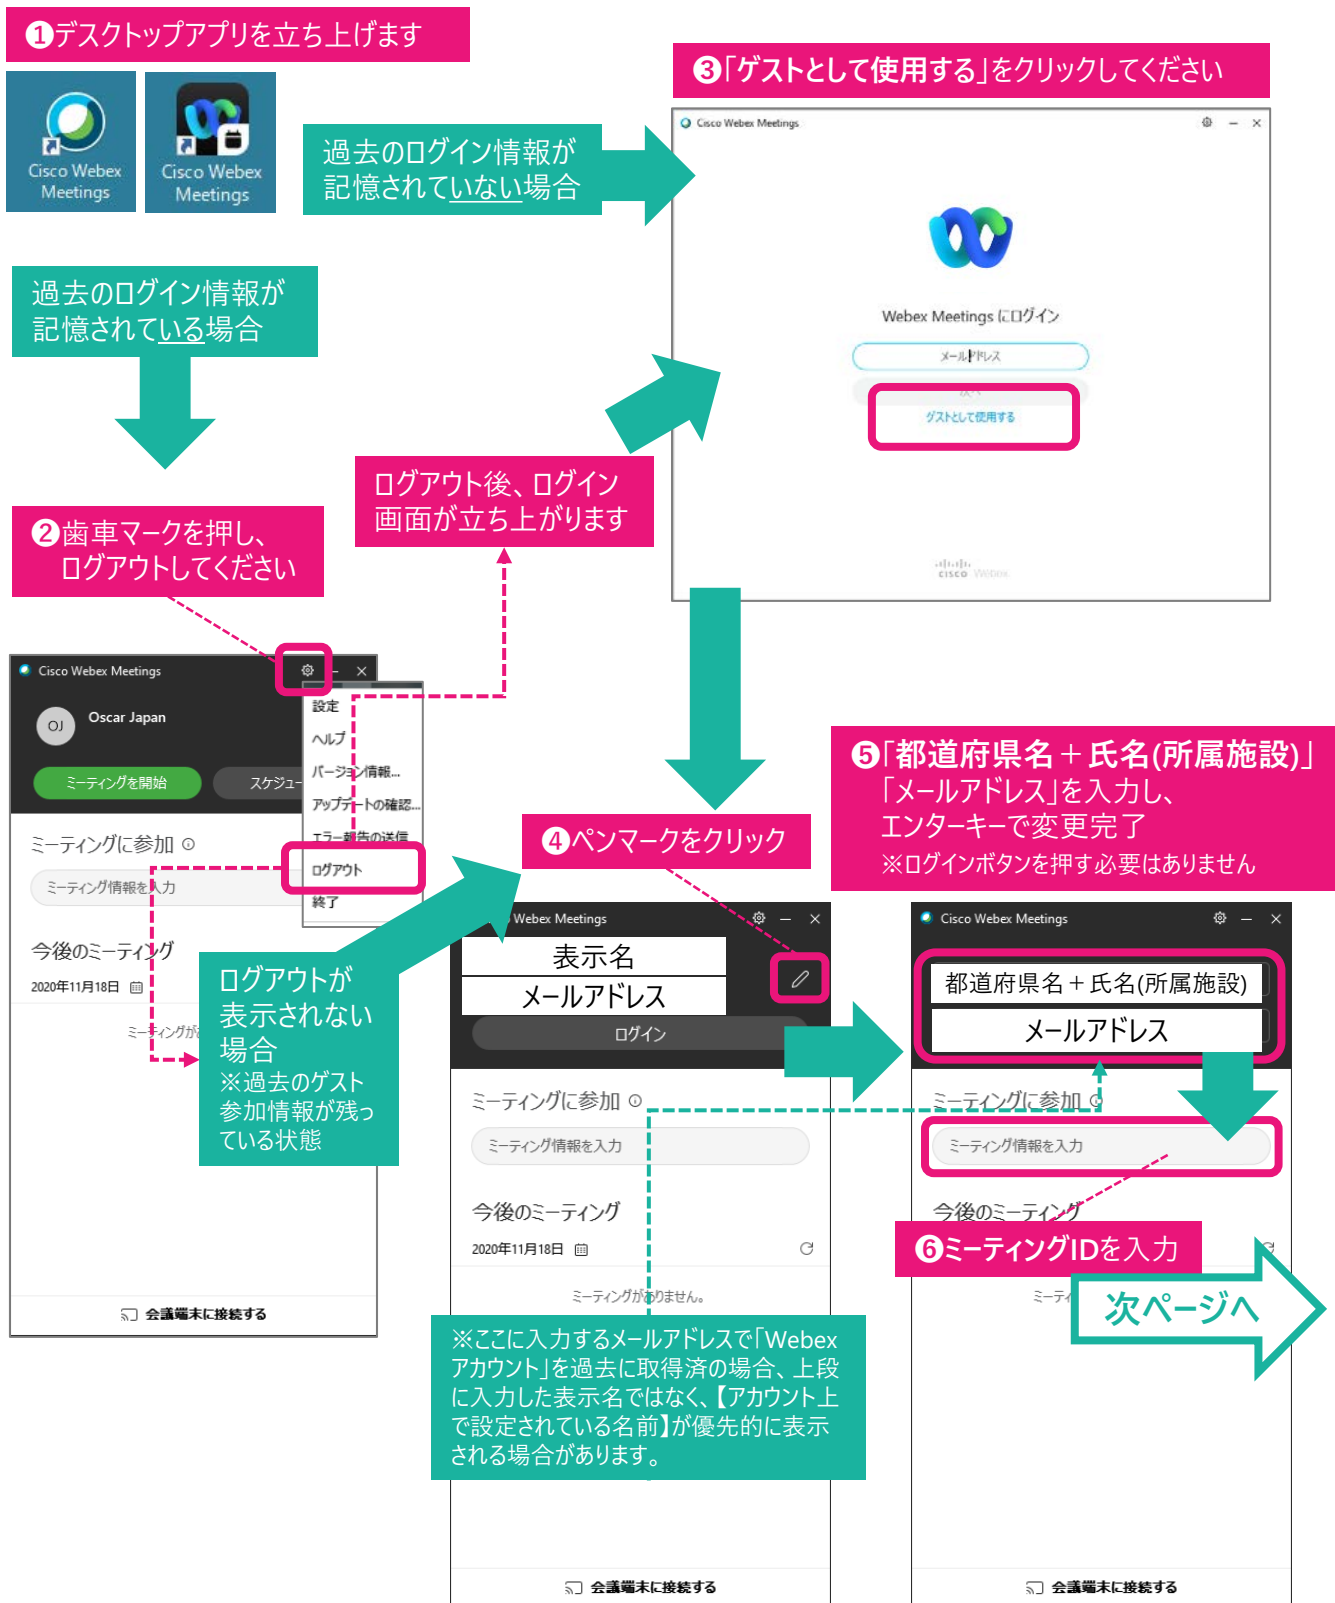 ❶デスクトップアプリを立ち上げます
Cisco Webex
Meetings
Cisco Webex
Meetings
過去のログイン情報が
記憶されていない場合
❸「ゲストとして使用する」をクリックしてください
Cisco Webex Meetings
Webex Meetings にログイン
メールアドレス
次へ
ゲストとして使用する
cisco Webex
過去のログイン情報が
記憶されている場合
ログアウト後、ログイン
画面が立ち上がります
❷歯車マークを押し、
ログアウトしてください
Cisco Webex Meetings
OJ
Oscar Japan
ミーティングを開始
スケジュー
設定
ヘルプ
バージョン情報...
アップデートの確認...
エラー報告の送信
ログアウト
終了
ミーティングに参加
ミーティング情報を入力
今後のミーティング
2020年11月18日
ミーティングが
会議端末に接続する
ログアウトが
表示されない
場合
※過去のゲスト
参加情報が残っ
ている状態
❹ペンマークをクリック
Webex Meetings
表示名
メールアドレス
ログイン
ミーティングに参加
ミーティング情報を入力
今後のミーティング
2020年11月18日
ミーティングがありません。
※ここに入力するメールアドレスで「Webex
アカウント」を過去に取得済の場合、上段
に入力した表示名ではなく、【アカウント上
で設定されている名前】が優先的に表示
される場合があります。
会議端末に接続する
❺「都道府県名＋氏名(所属施設)」
「メールアドレス」を入力し、
エンターキーで変更完了
※ログインボタンを押す必要はありません
Cisco Webex Meetings
都道府県名＋氏名(所属施設)
メールアドレス
ミーティングに参加
ミーティング情報を入力
今後のミーティング
❻ミーティングIDを入力
ミーティ
次ページへ
会議端末に接続する